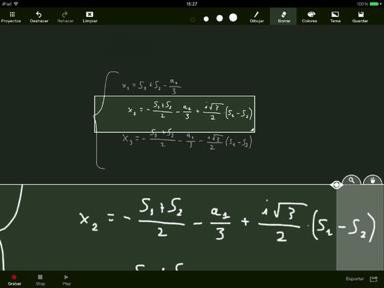 iPad 15:27 100 %
Proyectos Deshacer Rehacer Limpiar Dibujar Borrar Colores Tema Guardar
x₁ = S₁ + S₂ − a₂/3
x₂ = − (S₁ + S₂)/2 − a₂/3 + i√3/2 (S₁ − S₂)
x₃ = − (S₁ + S₂)/2 − a₂/3 − i√3/2 (S₁ − S₂)
x₂ = − (S₁ + S₂)/2 − a₂/3 + i√3/2 · (S₁ − S₂)
Grabar Stop Play Exportar